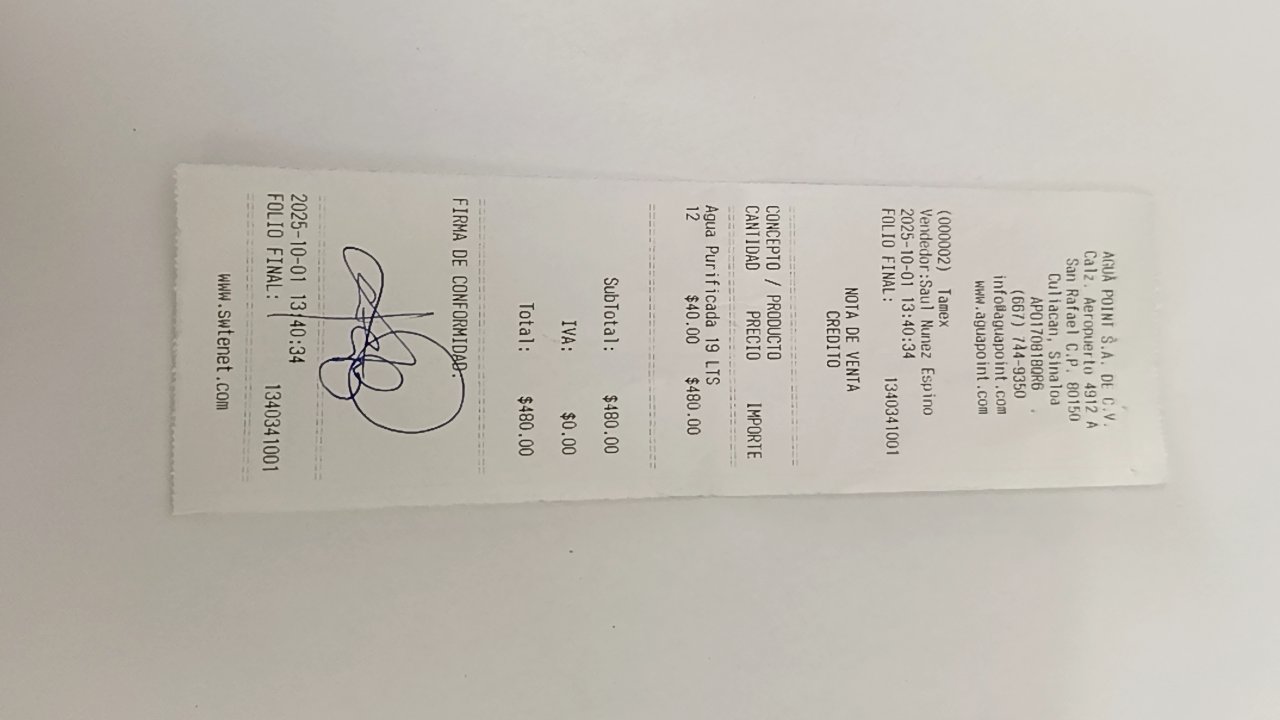 AGUA POINT S.A. DE C.V.
Calz. Aeropuerto 4912 A
San Rafael C.P. 80150
Culiacan, Sinaloa
APO170818QR6
(667) 744-9350
info@aguapoint.com
www.aguapoint.com
(000002) Tamex
Vendedor:Saul Nunez Espino
2025-10-01 13:40:34
FOLIO FINAL: 1340341001
NOTA DE VENTA
CREDITO
CONCEPTO / PRODUCTO
CANTIDAD PRECIO IMPORTE
Agua Purificada 19 LTS
12 $40.00 $480.00
SubTotal: $480.00
IVA: $0.00
Total: $480.00
FIRMA DE CONFORMIDAD:
2025-10-01 13:40:34
FOLIO FINAL: 1340341001
www.swtenet.com